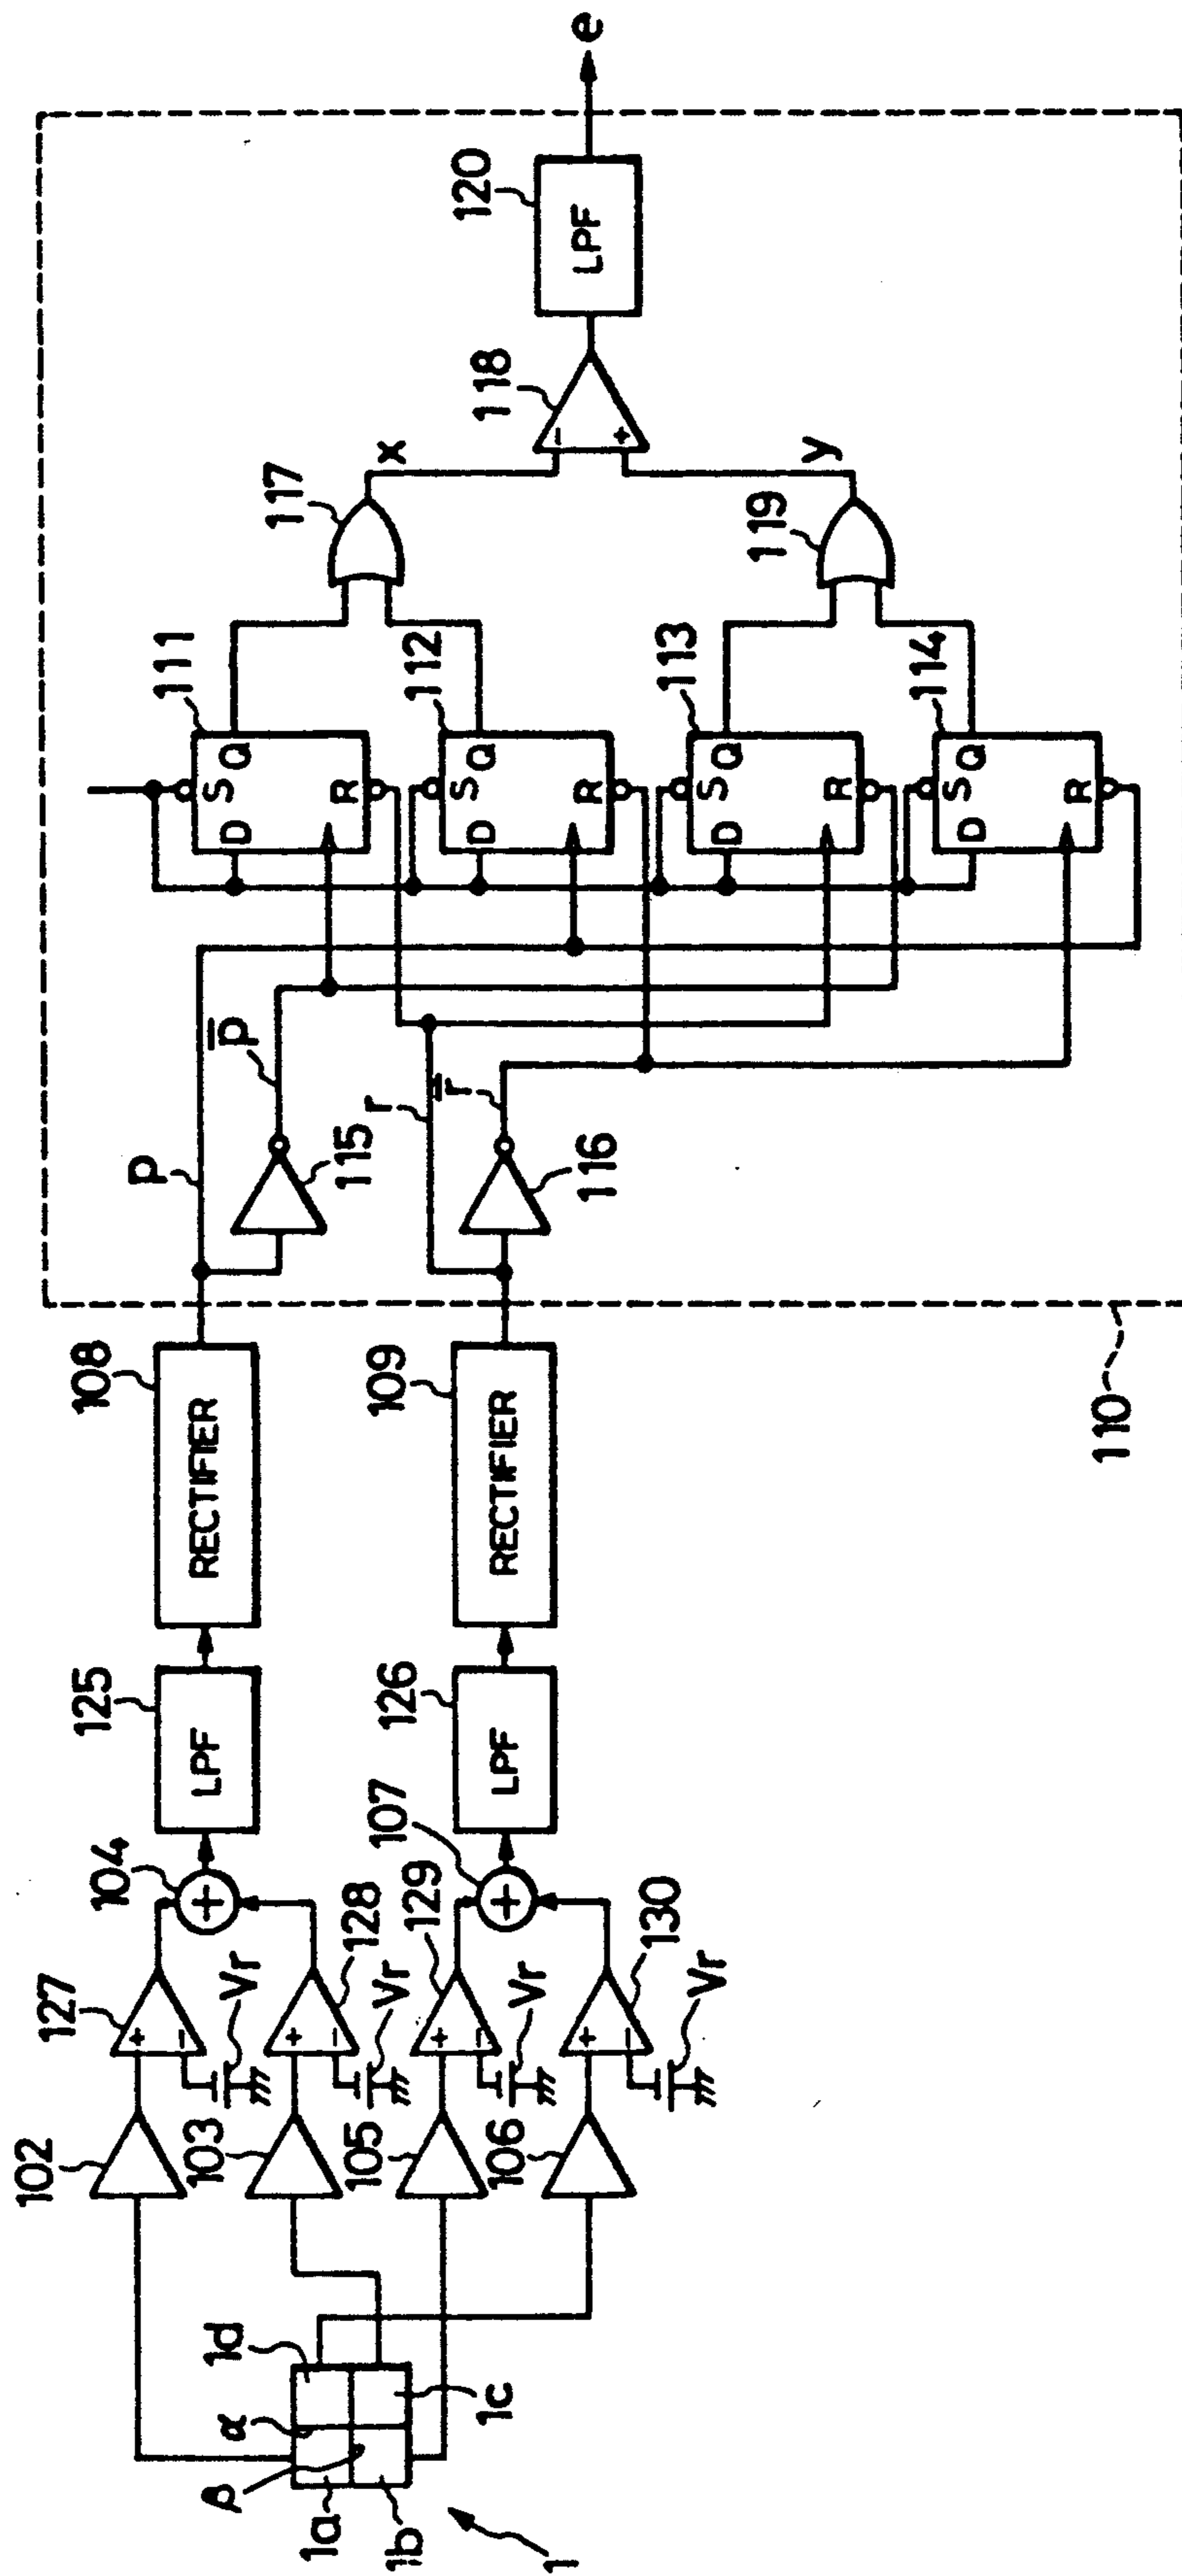 1
1a
1b
1c
1d
α
β
102
103
105
106
127
+
−
Vr
128
+
−
Vr
129
+
−
Vr
130
+
−
Vr
104
+
107
+
125
LPF
126
LPF
108
RECTIFIER
109
RECTIFIER
110
p
p̅
115
r
r̅
116
111
S
D
Q
R
112
S
D
Q
R
113
S
D
Q
R
114
S
D
Q
R
117
x
119
y
118
−
+
120
LPF
e